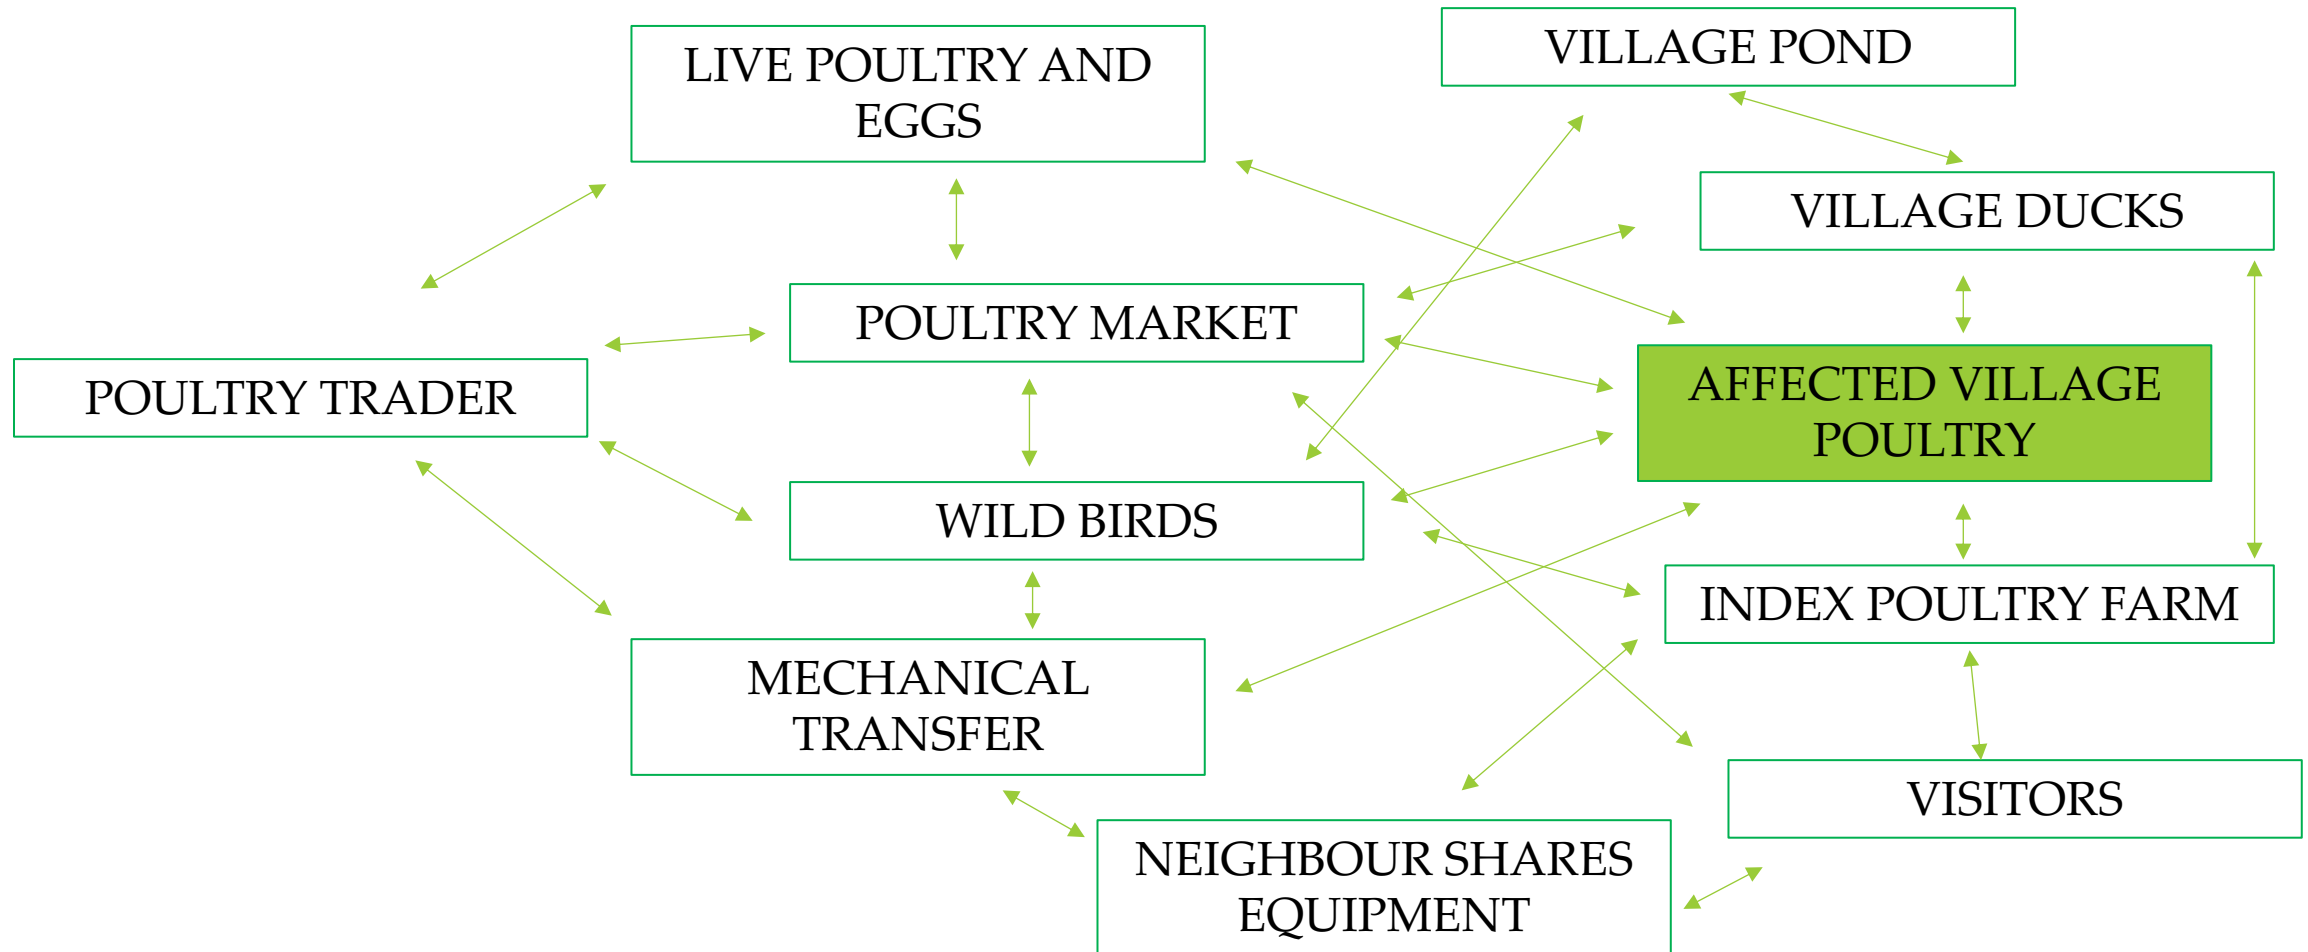 LIVE POULTRY AND
EGGS
VILLAGE POND
VILLAGE DUCKS
POULTRY MARKET
POULTRY TRADER
AFFECTED VILLAGE
POULTRY
WILD BIRDS
INDEX POULTRY FARM
MECHANICAL
TRANSFER
VISITORS
NEIGHBOUR SHARES
EQUIPMENT